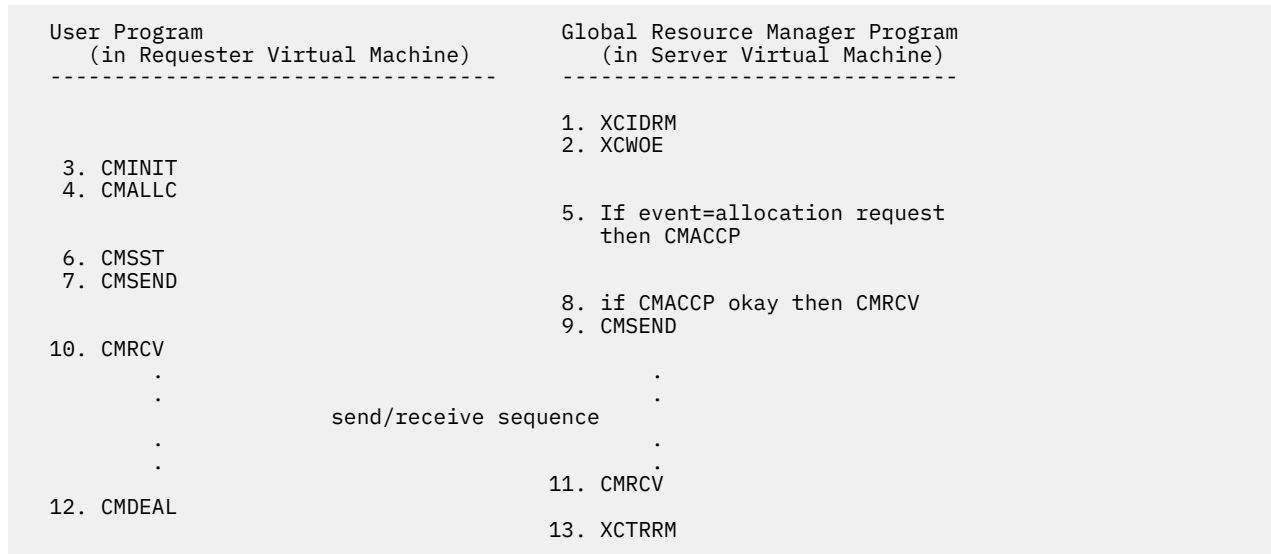 User Program Global Resource Manager Program
(in Requester Virtual Machine) (in Server Virtual Machine)
----------------------------------- -------------------------------
1. XCIDRM
2. XCWOE
3. CMINIT
4. CMALLC
5. If event=allocation request
then CMACCP
6. CMSST
7. CMSEND
8. if CMACCP okay then CMRCV
9. CMSEND
10. CMRCV
. .
. .
send/receive sequence
. .
. .
11. CMRCV
12. CMDEAL
13. XCTRRM